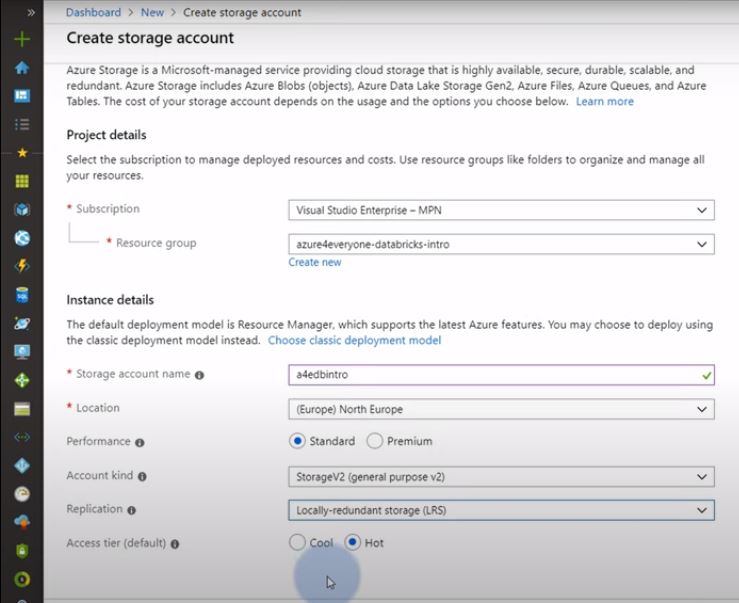 Dashboard > New > Create storage account
Create storage account
Azure Storage is a Microsoft-managed service providing cloud storage that is highly available, secure, durable, scalable, and
redundant. Azure Storage includes Azure Blobs (objects), Azure Data Lake Storage Gen2, Azure Files, Azure Queues, and Azure
Tables. The cost of your storage account depends on the usage and the options you choose below. Learn more
Project details
Select the subscription to manage deployed resources and costs. Use resource groups like folders to organize and manage all
your resources.
* Subscription
Visual Studio Enterprise – MPN
* Resource group
azure4everyone-databricks-intro
Create new
Instance details
The default deployment model is Resource Manager, which supports the latest Azure features. You may choose to deploy using
the classic deployment model instead. Choose classic deployment model
* Storage account name
a4edbintro
* Location
(Europe) North Europe
Performance
Standard Premium
Account kind
StorageV2 (general purpose v2)
Replication
Locally-redundant storage (LRS)
Access tier (default)
Cool Hot